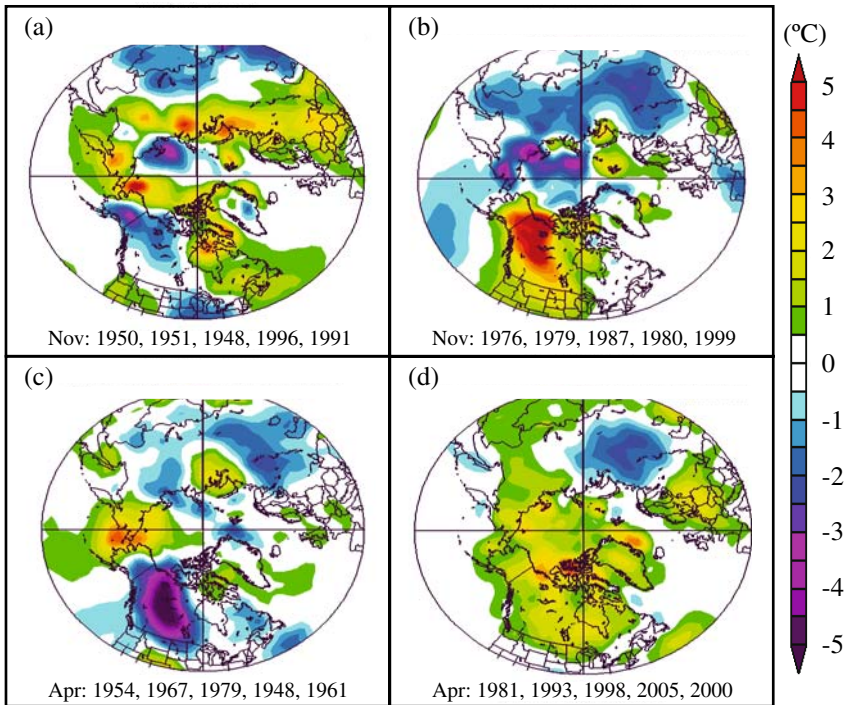 (a)
Nov: 1950, 1951, 1948, 1996, 1991
(b)
Nov: 1976, 1979, 1987, 1980, 1999
(c)
Apr: 1954, 1967, 1979, 1948, 1961
(d)
Apr: 1981, 1993, 1998, 2005, 2000
(ºC)
5
4
3
2
1
0
-1
-2
-3
-4
-5